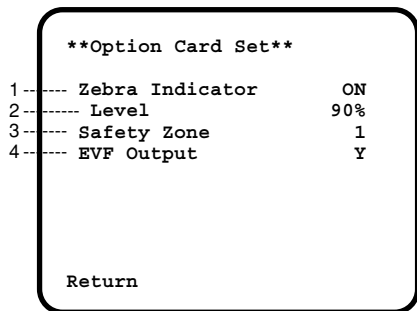 **Option Card Set**
1 Zebra Indicator ON
2 Level 90%
3 Safety Zone 1
4 EVF Output Y
Return